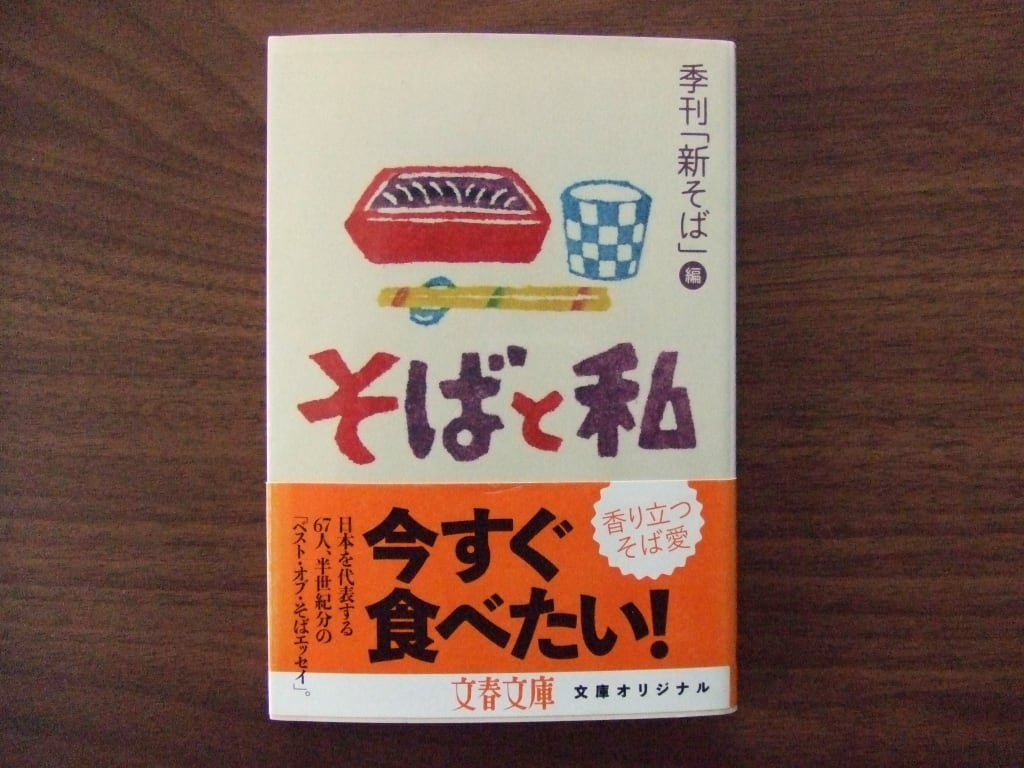 季刊「新そば」編
そばと私
香り立つ
そば愛
今すぐ
食べたい!
日本を代表する
67人、半世紀分の
「ベスト・オブ・そばエッセイ」。
文春文庫 文庫オリジナル